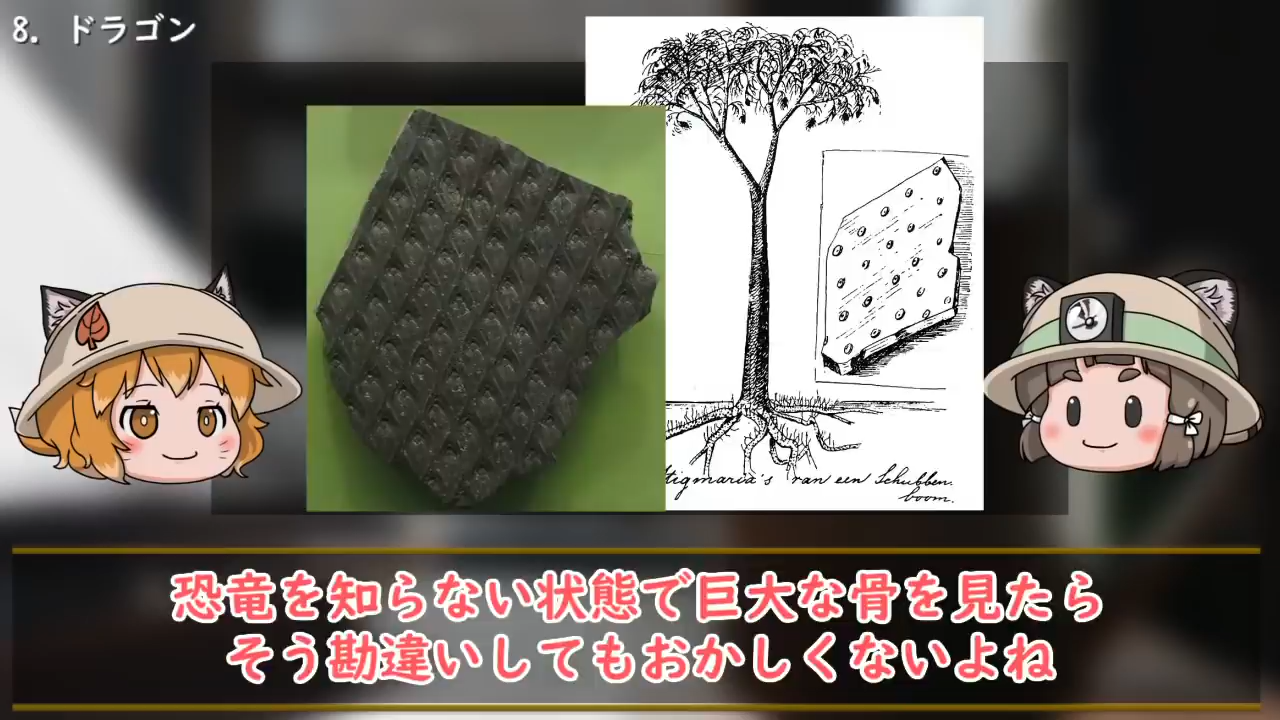 8. ドラゴン
tigmaria's van een Schubben.
boom.
恐竜を知らない状態で巨大な骨を見たら
そう勘違いしてもおかしくないよね